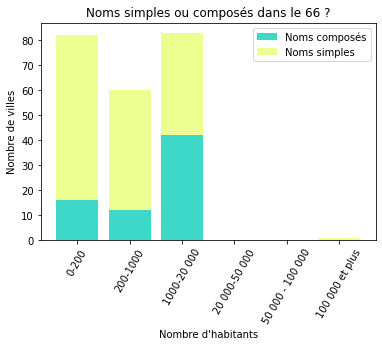 Noms simples ou composés dans le 66 ?
Noms composés
Noms simples
Nombre de villes
80
70
60
50
40
30
20
10
0
0-200
200-1000
1000-20 000
20 000-50 000
50 000 - 100 000
100 000 et plus
Nombre d'habitants